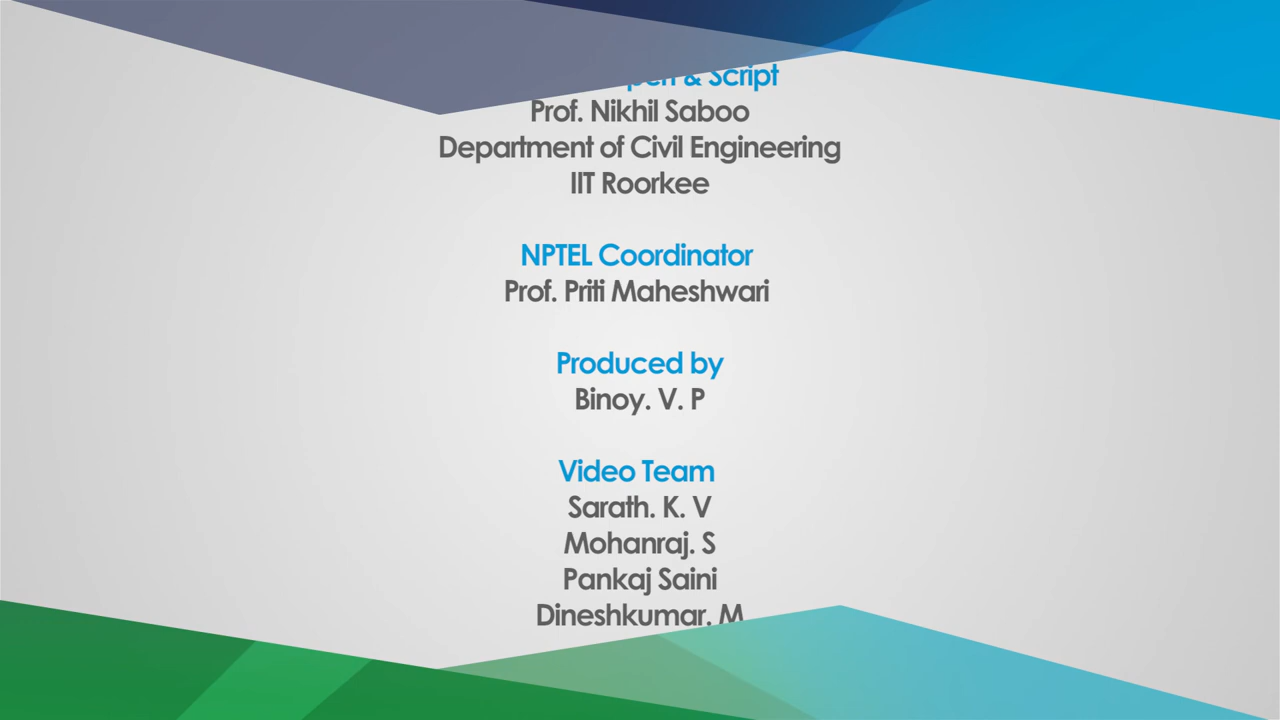 & Script
Prof. Nikhil Saboo
Department of Civil Engineering
IIT Roorkee
NPTEL Coordinator
Prof. Priti Maheshwari
Produced by
Binoy. V. P
Video Team
Sarath. K. V
Mohanraj. S
Pankaj Saini
Dineshkumar. M